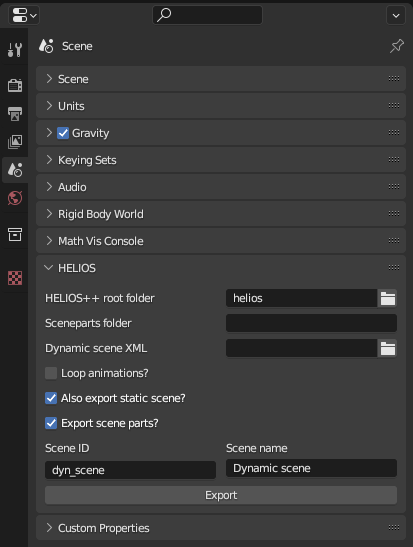 Scene
Scene
Units
Gravity
Keying Sets
Audio
Rigid Body World
Math Vis Console
HELIOS
HELIOS++ root folder helios
Sceneparts folder
Dynamic scene XML
Loop animations?
Also export static scene?
Export scene parts?
Scene ID Scene name
dyn_scene Dynamic scene
Export
Custom Properties